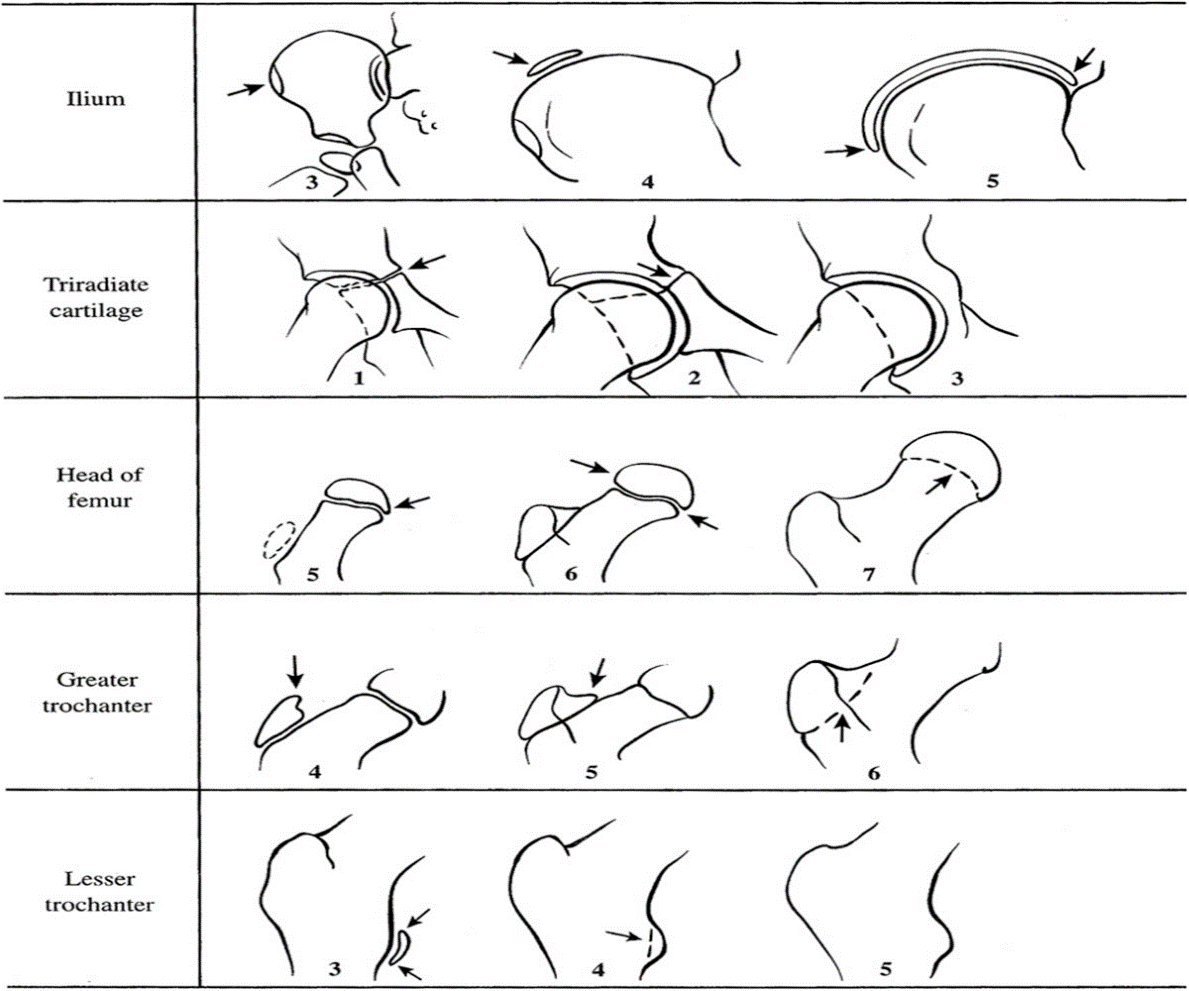 Ilium
3 4 5
Triradiate
cartilage
1 2 3
Head of
femur
5 6 7
Greater
trochanter
4 5 6
Lesser
trochanter
3 4 5